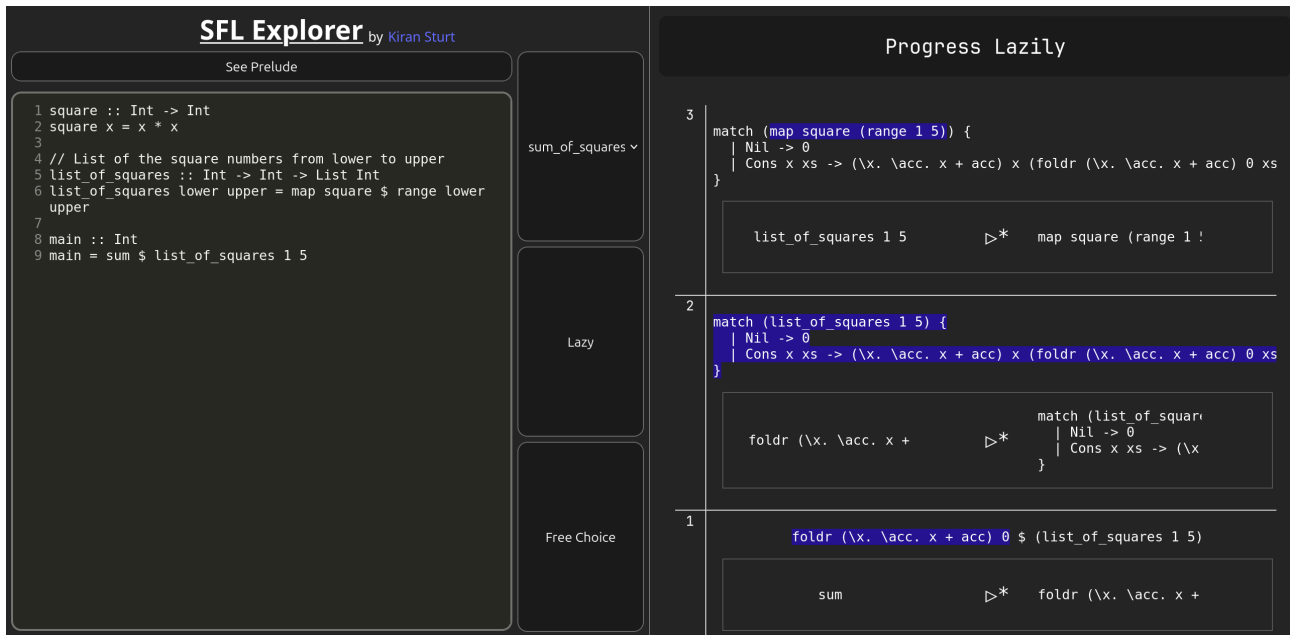 SFL Explorer by Kiran Sturt
See Prelude
1 square :: Int -> Int
2 square x = x * x
3
4 // List of the square numbers from lower to upper
5 list_of_squares :: Int -> Int -> List Int
6 list_of_squares lower upper = map square $ range lower
upper
7
8 main :: Int
9 main = sum $ list_of_squares 1 5
sum_of_squares
Lazy
Free Choice
Progress Lazily
3
match (map square (range 1 5)) {
| Nil -> 0
| Cons x xs -> (\x. \acc. x + acc) x (foldr (\x. \acc. x + acc) 0 xs
}
list_of_squares 1 5 ▷* map square (range 1
2
match (list_of_squares 1 5) {
| Nil -> 0
| Cons x xs -> (\x. \acc. x + acc) x (foldr (\x. \acc. x + acc) 0 xs
}
foldr (\x. \acc. x + ▷*
match (list_of_square
| Nil -> 0
| Cons x xs -> (\x
}
1
foldr (\x. \acc. x + acc) 0 $ (list_of_squares 1 5)
sum ▷* foldr (\x. \acc. x +